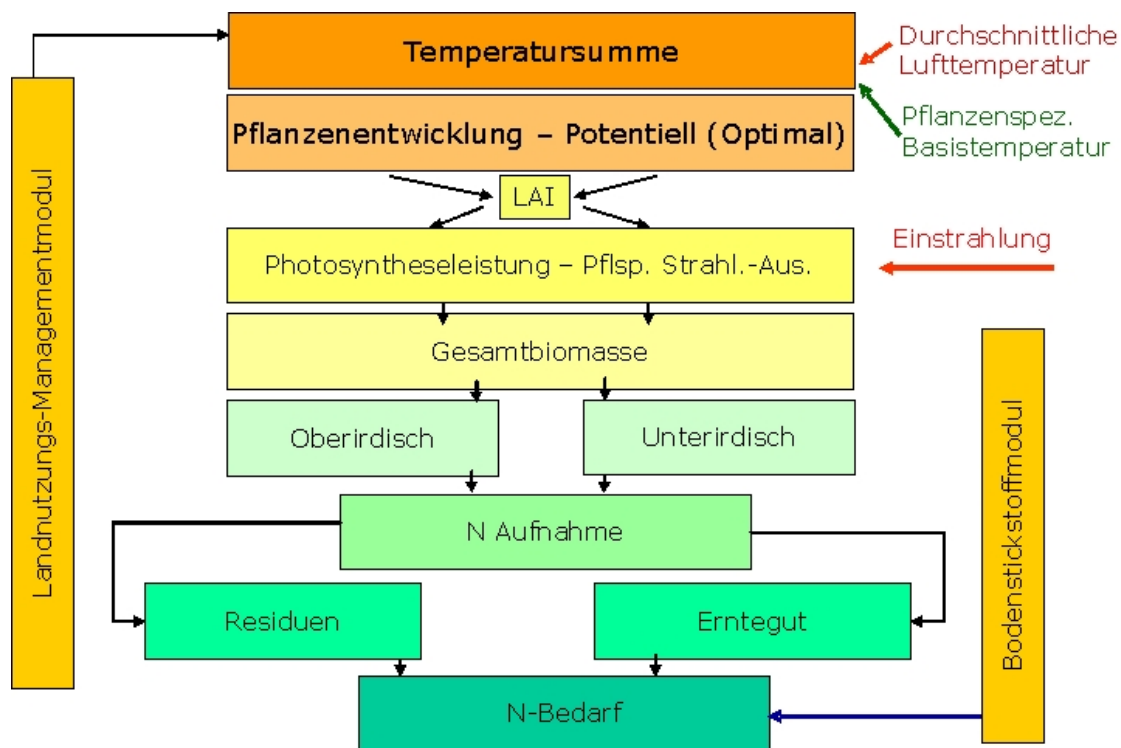 Temperatursumme
Durchschnittliche
Lufttemperatur
Pflanzenentwicklung – Potentiell (Optimal)
Pflanzenspez.
Basistemperatur
LAI
Photosyntheseleistung – Pflsp. Strahl.-Aus.
Einstrahlung
Gesamtbiomasse
Oberirdisch
Unterirdisch
N Aufnahme
Residuen
Erntegut
N-Bedarf
Landnutzungs-Managementmodul
Bodenstickstoffmodul